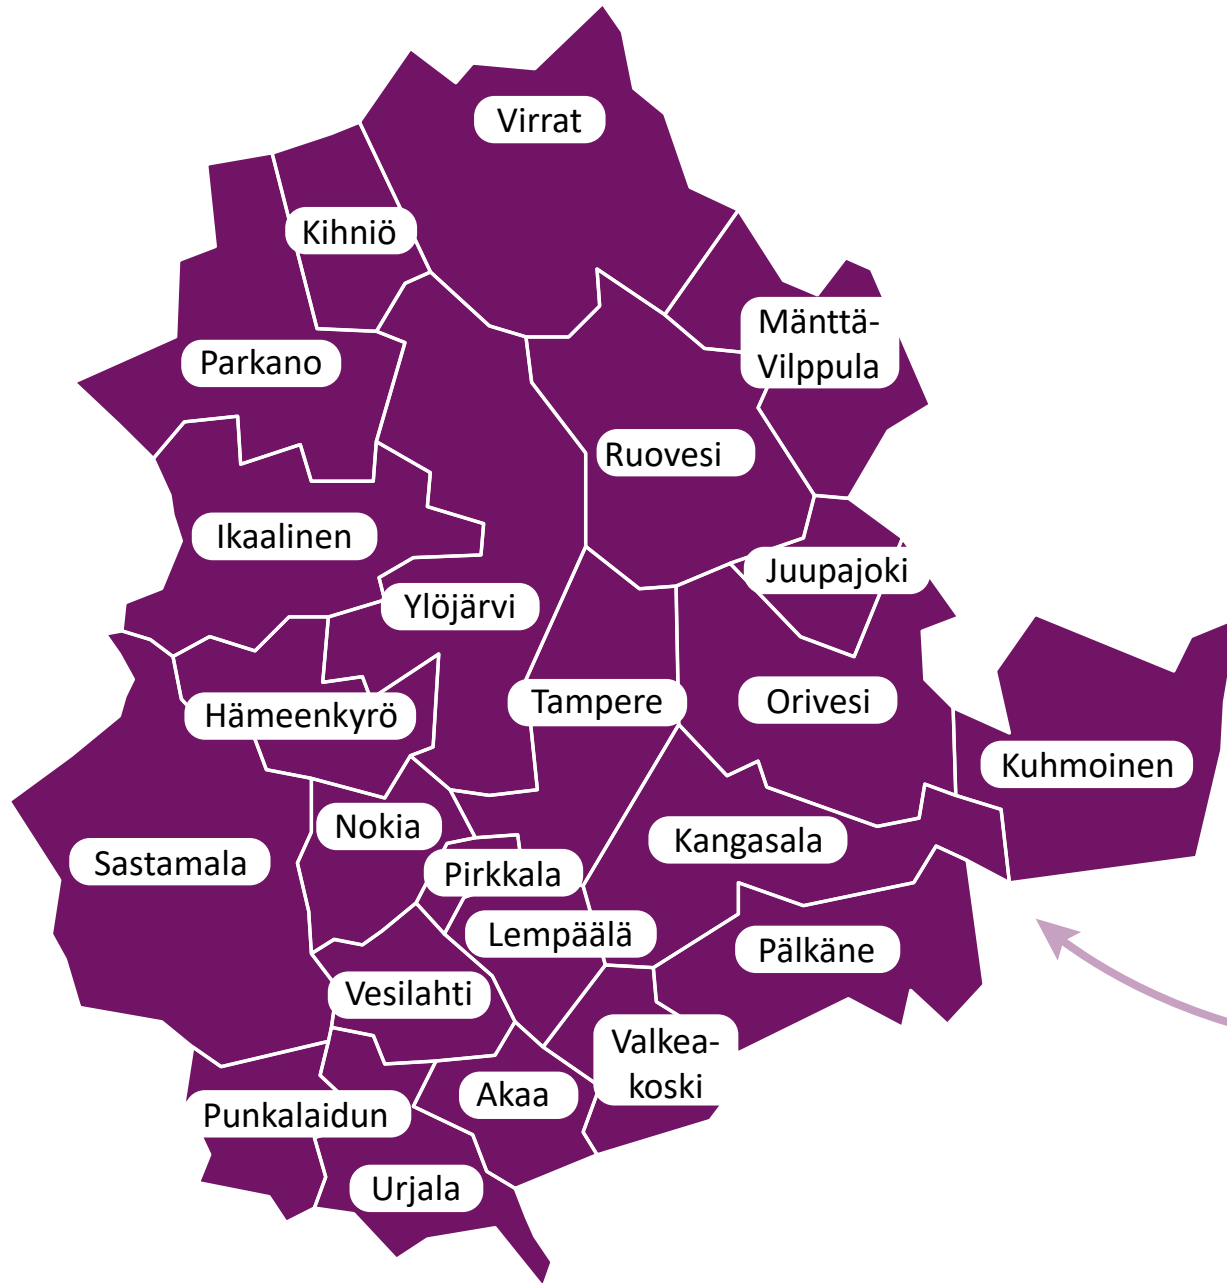 Virrat
Kihniö
Mänttä-
Vilppula
Parkano
Ruovesi
Ikaalinen
Juupajoki
Ylöjärvi
Tampere
Orivesi
Hämeenkyrö
Kuhmoinen
Nokia
Kangasala
Sastamala
Pirkkala
Lempäälä
Pälkäne
Vesilahti
Valkea-
koski
Akaa
Punkalaidun
Urjala